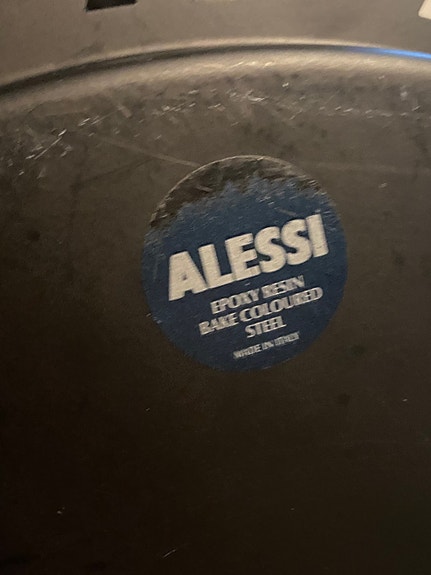 ALESSI
EPOXY RESIN
BAKE COLOURED
STEEL
MADE IN ITALY